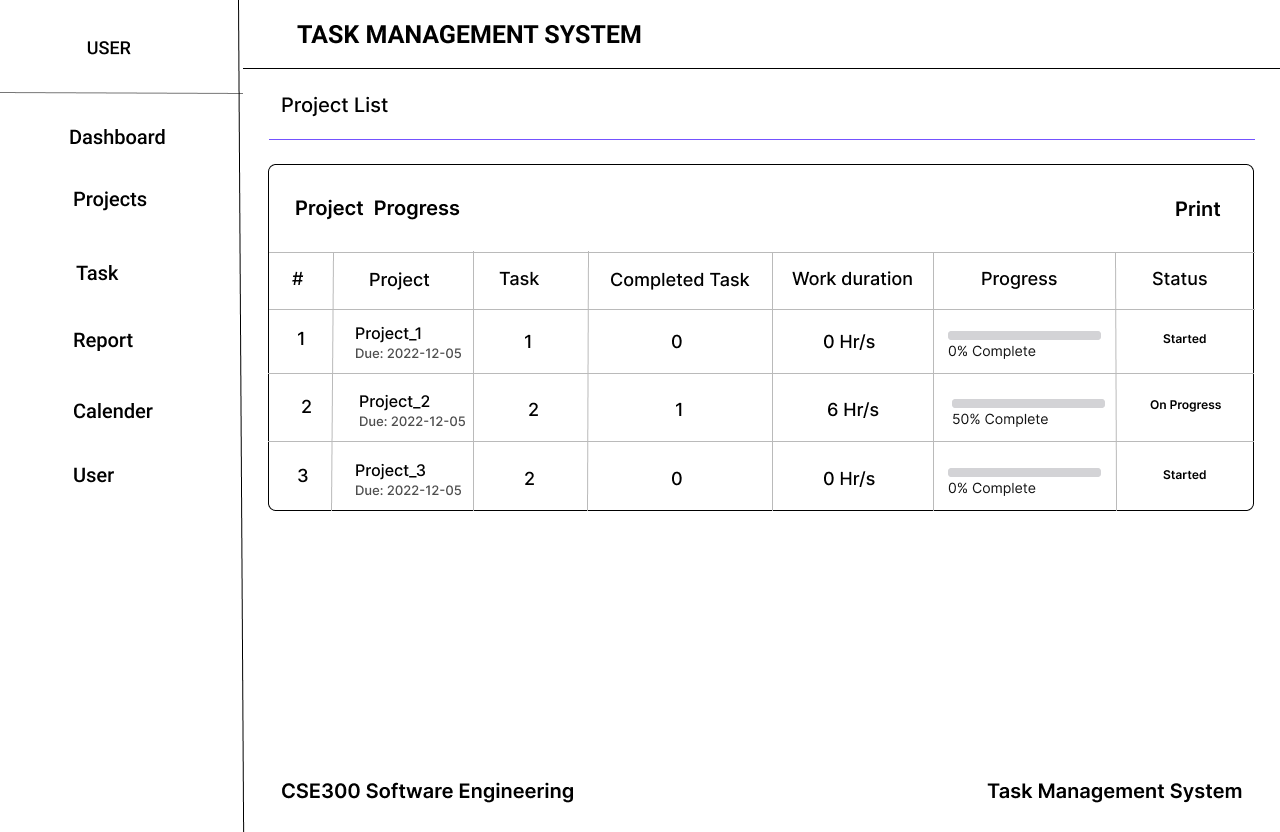 USER
TASK MANAGEMENT SYSTEM
Dashboard
Projects
Task
Report
Calender
User
Project List
Project Progress
Print
# Project Task Completed Task Work duration Progress Status
1 Project_1 1 0 0 Hr/s Started
Due: 2022-12-05 0% Complete
2 Project_2 2 1 6 Hr/s On Progress
Due: 2022-12-05 50% Complete
3 Project_3 2 0 0 Hr/s Started
Due: 2022-12-05 0% Complete
CSE300 Software Engineering
Task Management System